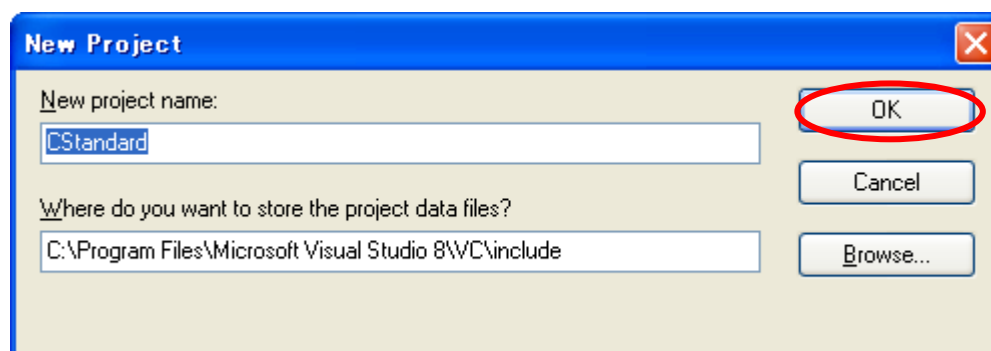 New Project
New project name:
OK
CStandard
Cancel
Where do you want to store the project data files?
C:\Program Files\Microsoft Visual Studio 8\VC\include
Browse...